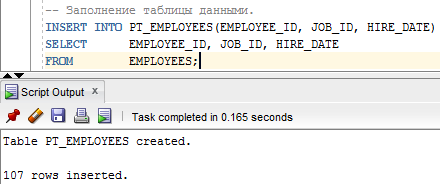 -- Заполнение таблицы данными.
INSERT INTO PT_EMPLOYEES(EMPLOYEE_ID, JOB_ID, HIRE_DATE)
SELECT EMPLOYEE_ID, JOB_ID, HIRE_DATE
FROM EMPLOYEES;
Script Output x
Task completed in 0.165 seconds
Table PT_EMPLOYEES created.
107 rows inserted.